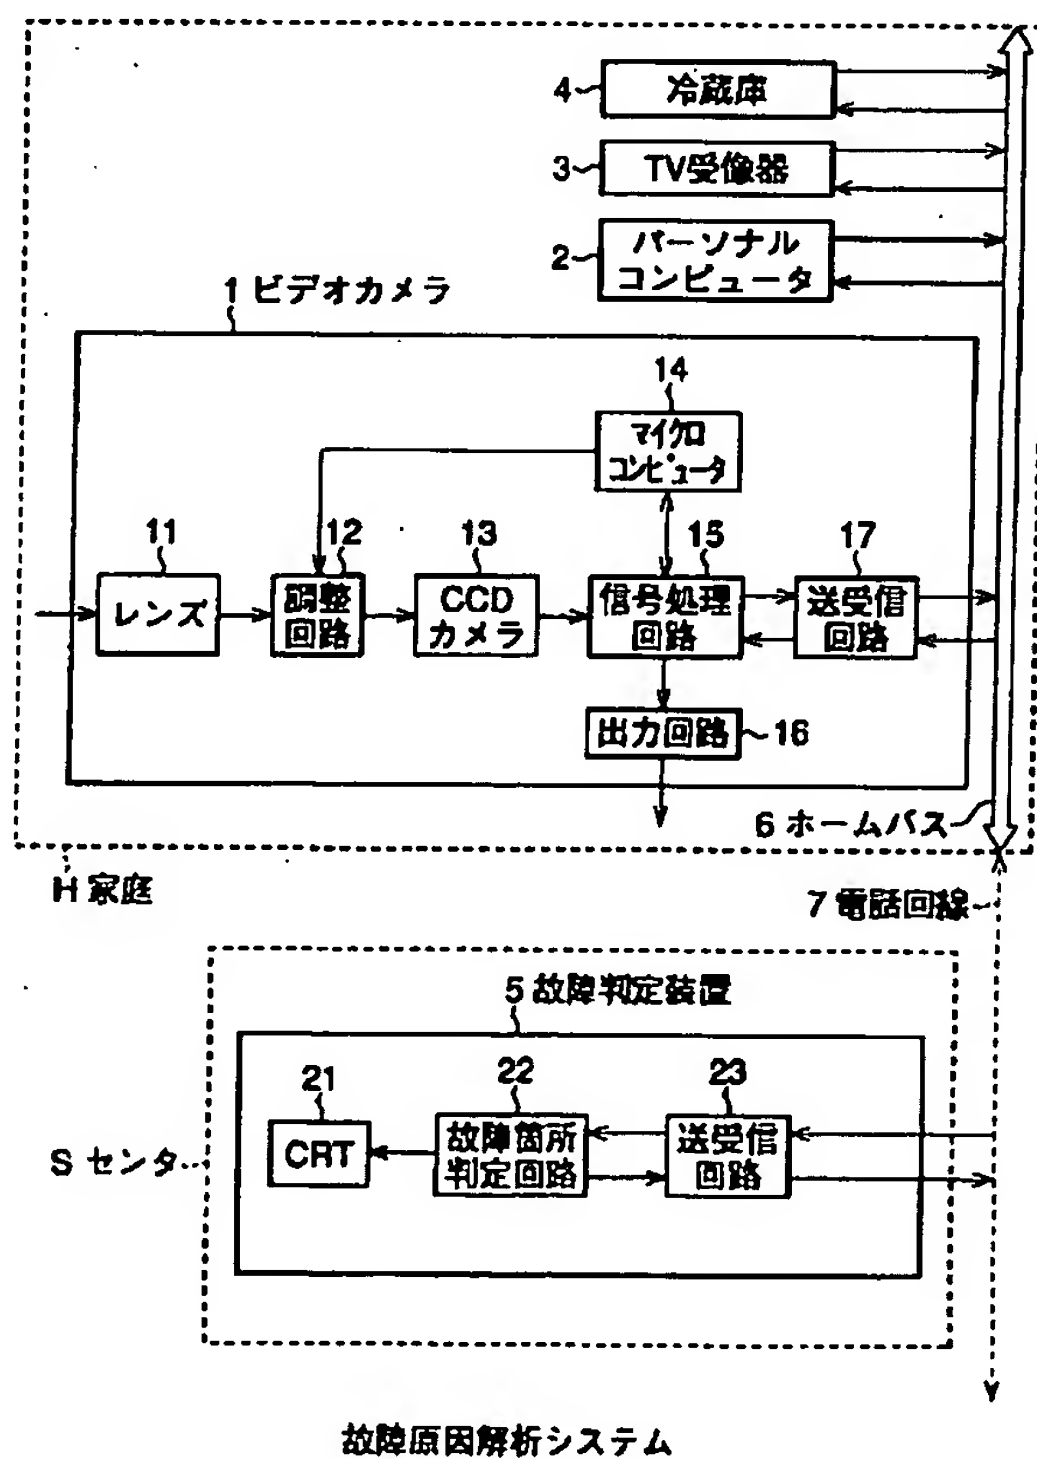 4 冷蔵庫
3 TV受像器
2 パーソナル
コンピュータ
1 ビデオカメラ
14
マイクロ
コンピュータ
11 12 13 15 17
レンズ
調整
回路
CCD
カメラ
信号処理
回路
送受信
回路
出力回路 16
6 ホームバス
H 家庭
7 電話回線
5 故障判定装置
21 22 23
CRT
故障箇所
判定回路
送受信
回路
S センタ
故障原因解析システム